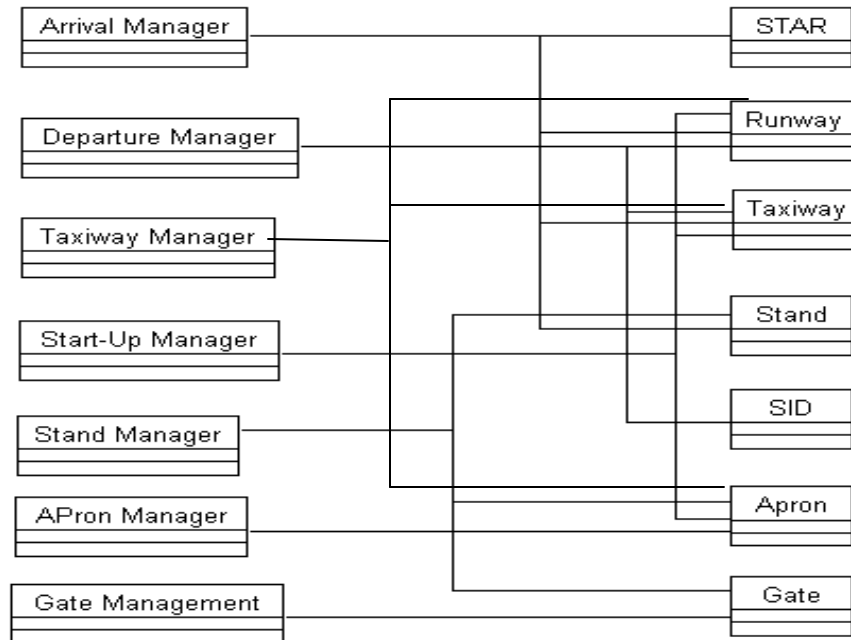 Arrival Manager
STAR
Runway
Departure Manager
Taxiway
Taxiway Manager
Stand
Start-Up Manager
SID
Stand Manager
APron Manager
Apron
Gate Management
Gate